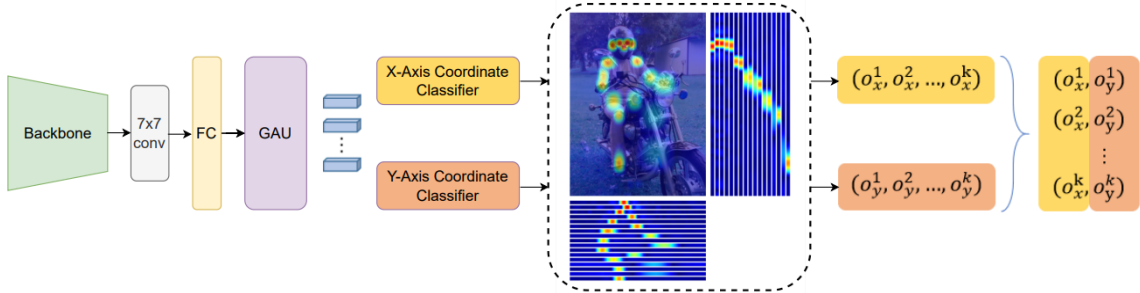 Backbone
7x7
conv
FC
GAU
X-Axis Coordinate
Classifier
Y-Axis Coordinate
Classifier
(o_x^1, o_x^2, ..., o_x^k)
(o_y^1, o_y^2, ..., o_y^k)
(o_x^1, o_y^1)
(o_x^2, o_y^2)
⋮
(o_x^k, o_y^k)